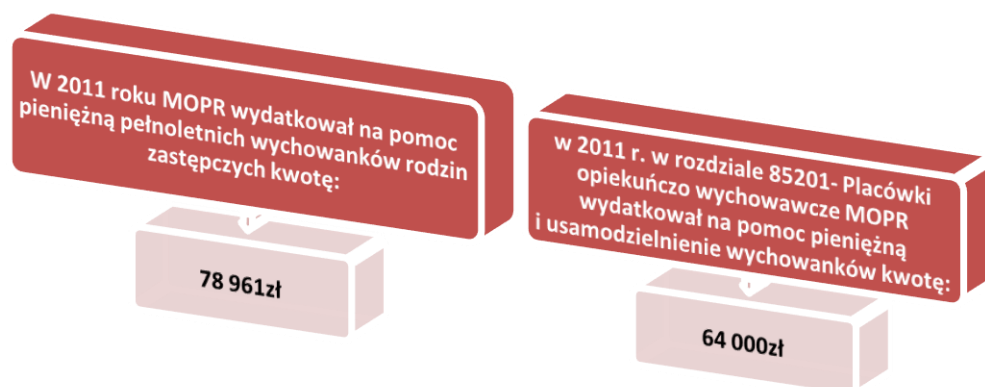 W 2011 roku MOPR wydatkował na pomoc
pieniężną pełnoletnich wychowanków rodzin
zastępczych kwotę:
78 961zł
w 2011 r. w rozdziale 85201- Placówki
opiekuńczo wychowawcze MOPR
wydatkował na pomoc pieniężną
i usamodzielnienie wychowanków kwotę:
64 000zł